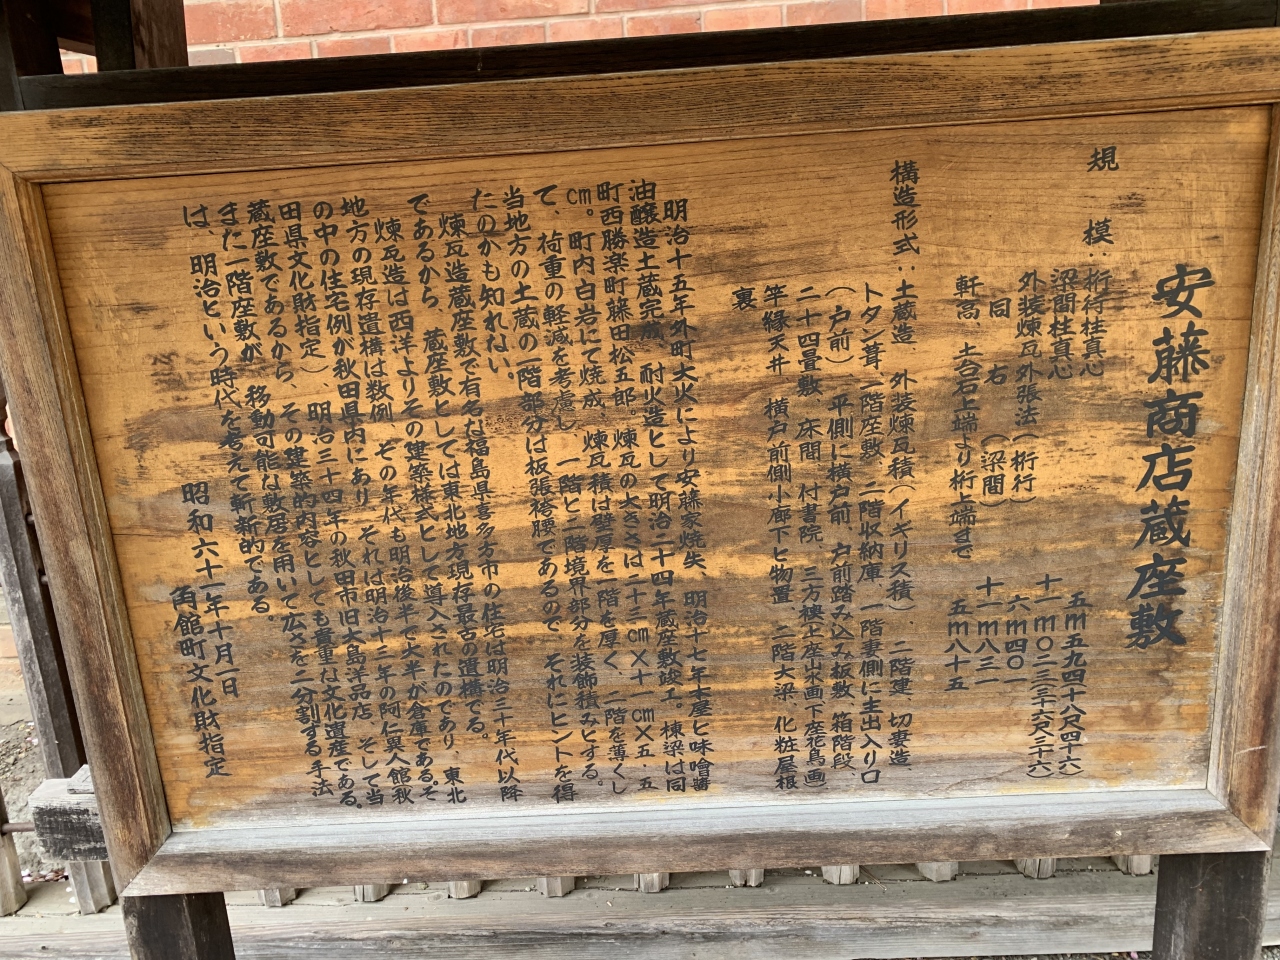 安藤商店蔵座敷
規模: 桁行桂真心 五m五九四十八尺四十六)
梁間柱真心 十一m〇二三(三十六尺三十六)
外装煉瓦外張法(桁行) 六m四四〇
同 右 (梁間) 十一m八三一
軒高、土台石上端より桁上端まで 五m八十五
構造形式:土蔵造 外装煉瓦積(イギリス積) 二階建、切妻造、
トタン葺 一階座敷、二階収納庫、一階妻側に主出入り口
(戸前)、平側に横戸前、戸前踏み込み板敷、箱階段、
二十四畳敷 床間、付書院、三方襖上座山水画下座花鳥画)
竿縁天井 横戸前側小廊下と物置、二階大梁、化粧屋根
裏
明治十五年外町大火により安藤家焼失、明治十七年本屋と味噌醤
油醸造土蔵完成、耐火造として明治二十四年蔵座敷竣工。棟梁は同
町西勝楽町藤田松五郎。煉瓦の大きさは二十三㎝×十一㎝×五.五
㎝。町内白岩にて焼成、煉瓦積は壁厚を一階を厚く、二階を薄くし
て、荷重の軽減を考慮し、一階と二階境界部分を装飾積みとする。
当地方の土蔵の一階部分は板張袴腰であるので、それにヒントを得
たのかも知れない。
煉瓦造蔵座敷で有名な福島県喜多方市の住宅は明治三十年代以降
であるから、蔵座敷としては東北地方現存最古の遺構でる。
煉瓦造は西洋よりその建築様式として導入されたのであり、東北
地方の現存遺構は数例、その年代も明治後半で大半が倉庫であるそ
の中の住宅例が秋田県内にあり、それは明治十三年の阿仁異人館秋
田県文化財指定)、明治三十四年の秋田市旧大島洋品店、そして当
蔵座敷であるから、その建築的内容としても貴重な文化遺産である。
また一階座敷が、移動可能な敷居を用いて広さを二分割する手法
は、明治という時代を考えて斬新的である。
昭和六十一年十月一日
角館町文化財指定